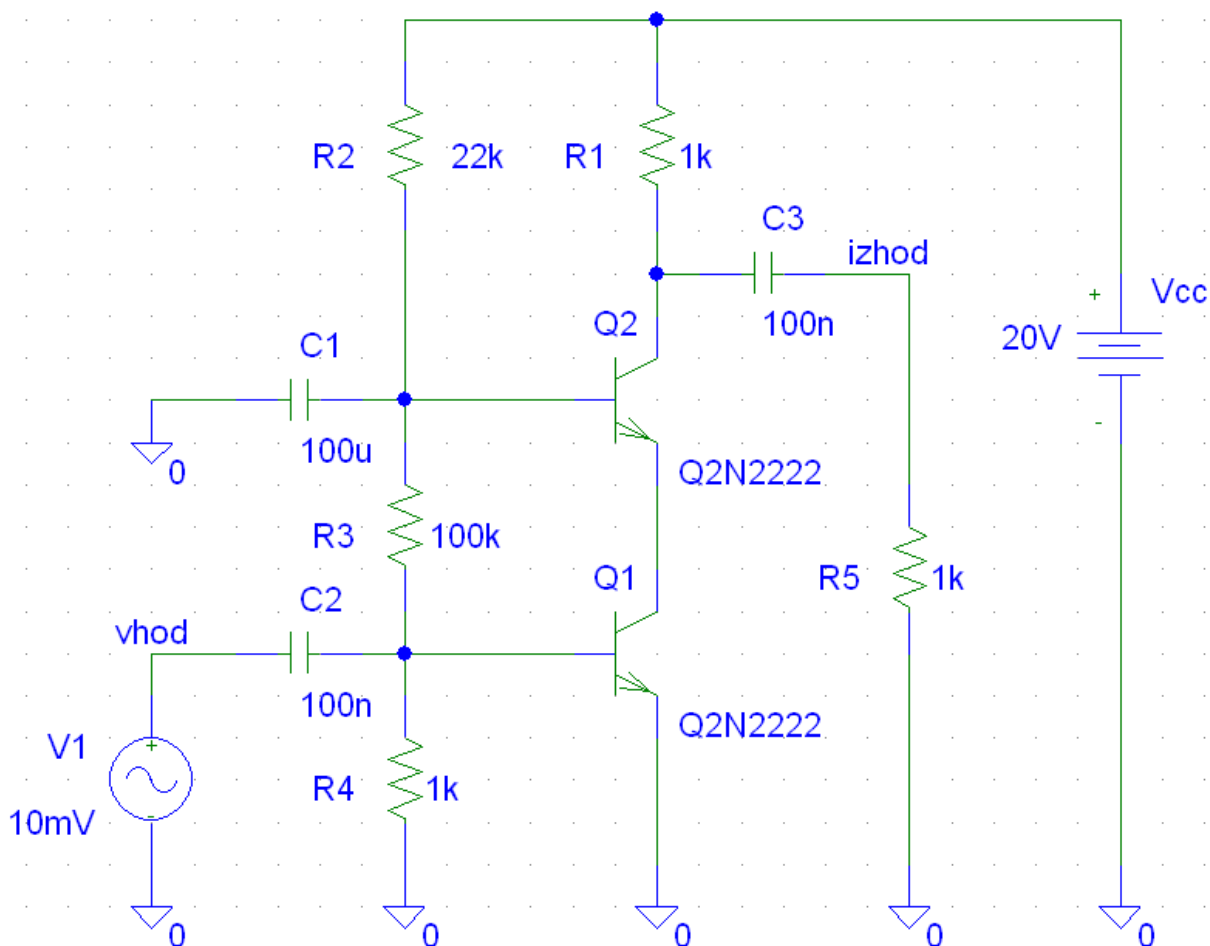 R2 22k
R1 1k
C3
izhod
100n
Vcc
+
20V
-
Q2
C1
100u
0
Q2N2222
R3 100k
Q1
R5 1k
C2
vhod
100n
Q2N2222
V1
+
-
10mV
R4 1k
0 0 0 0 0